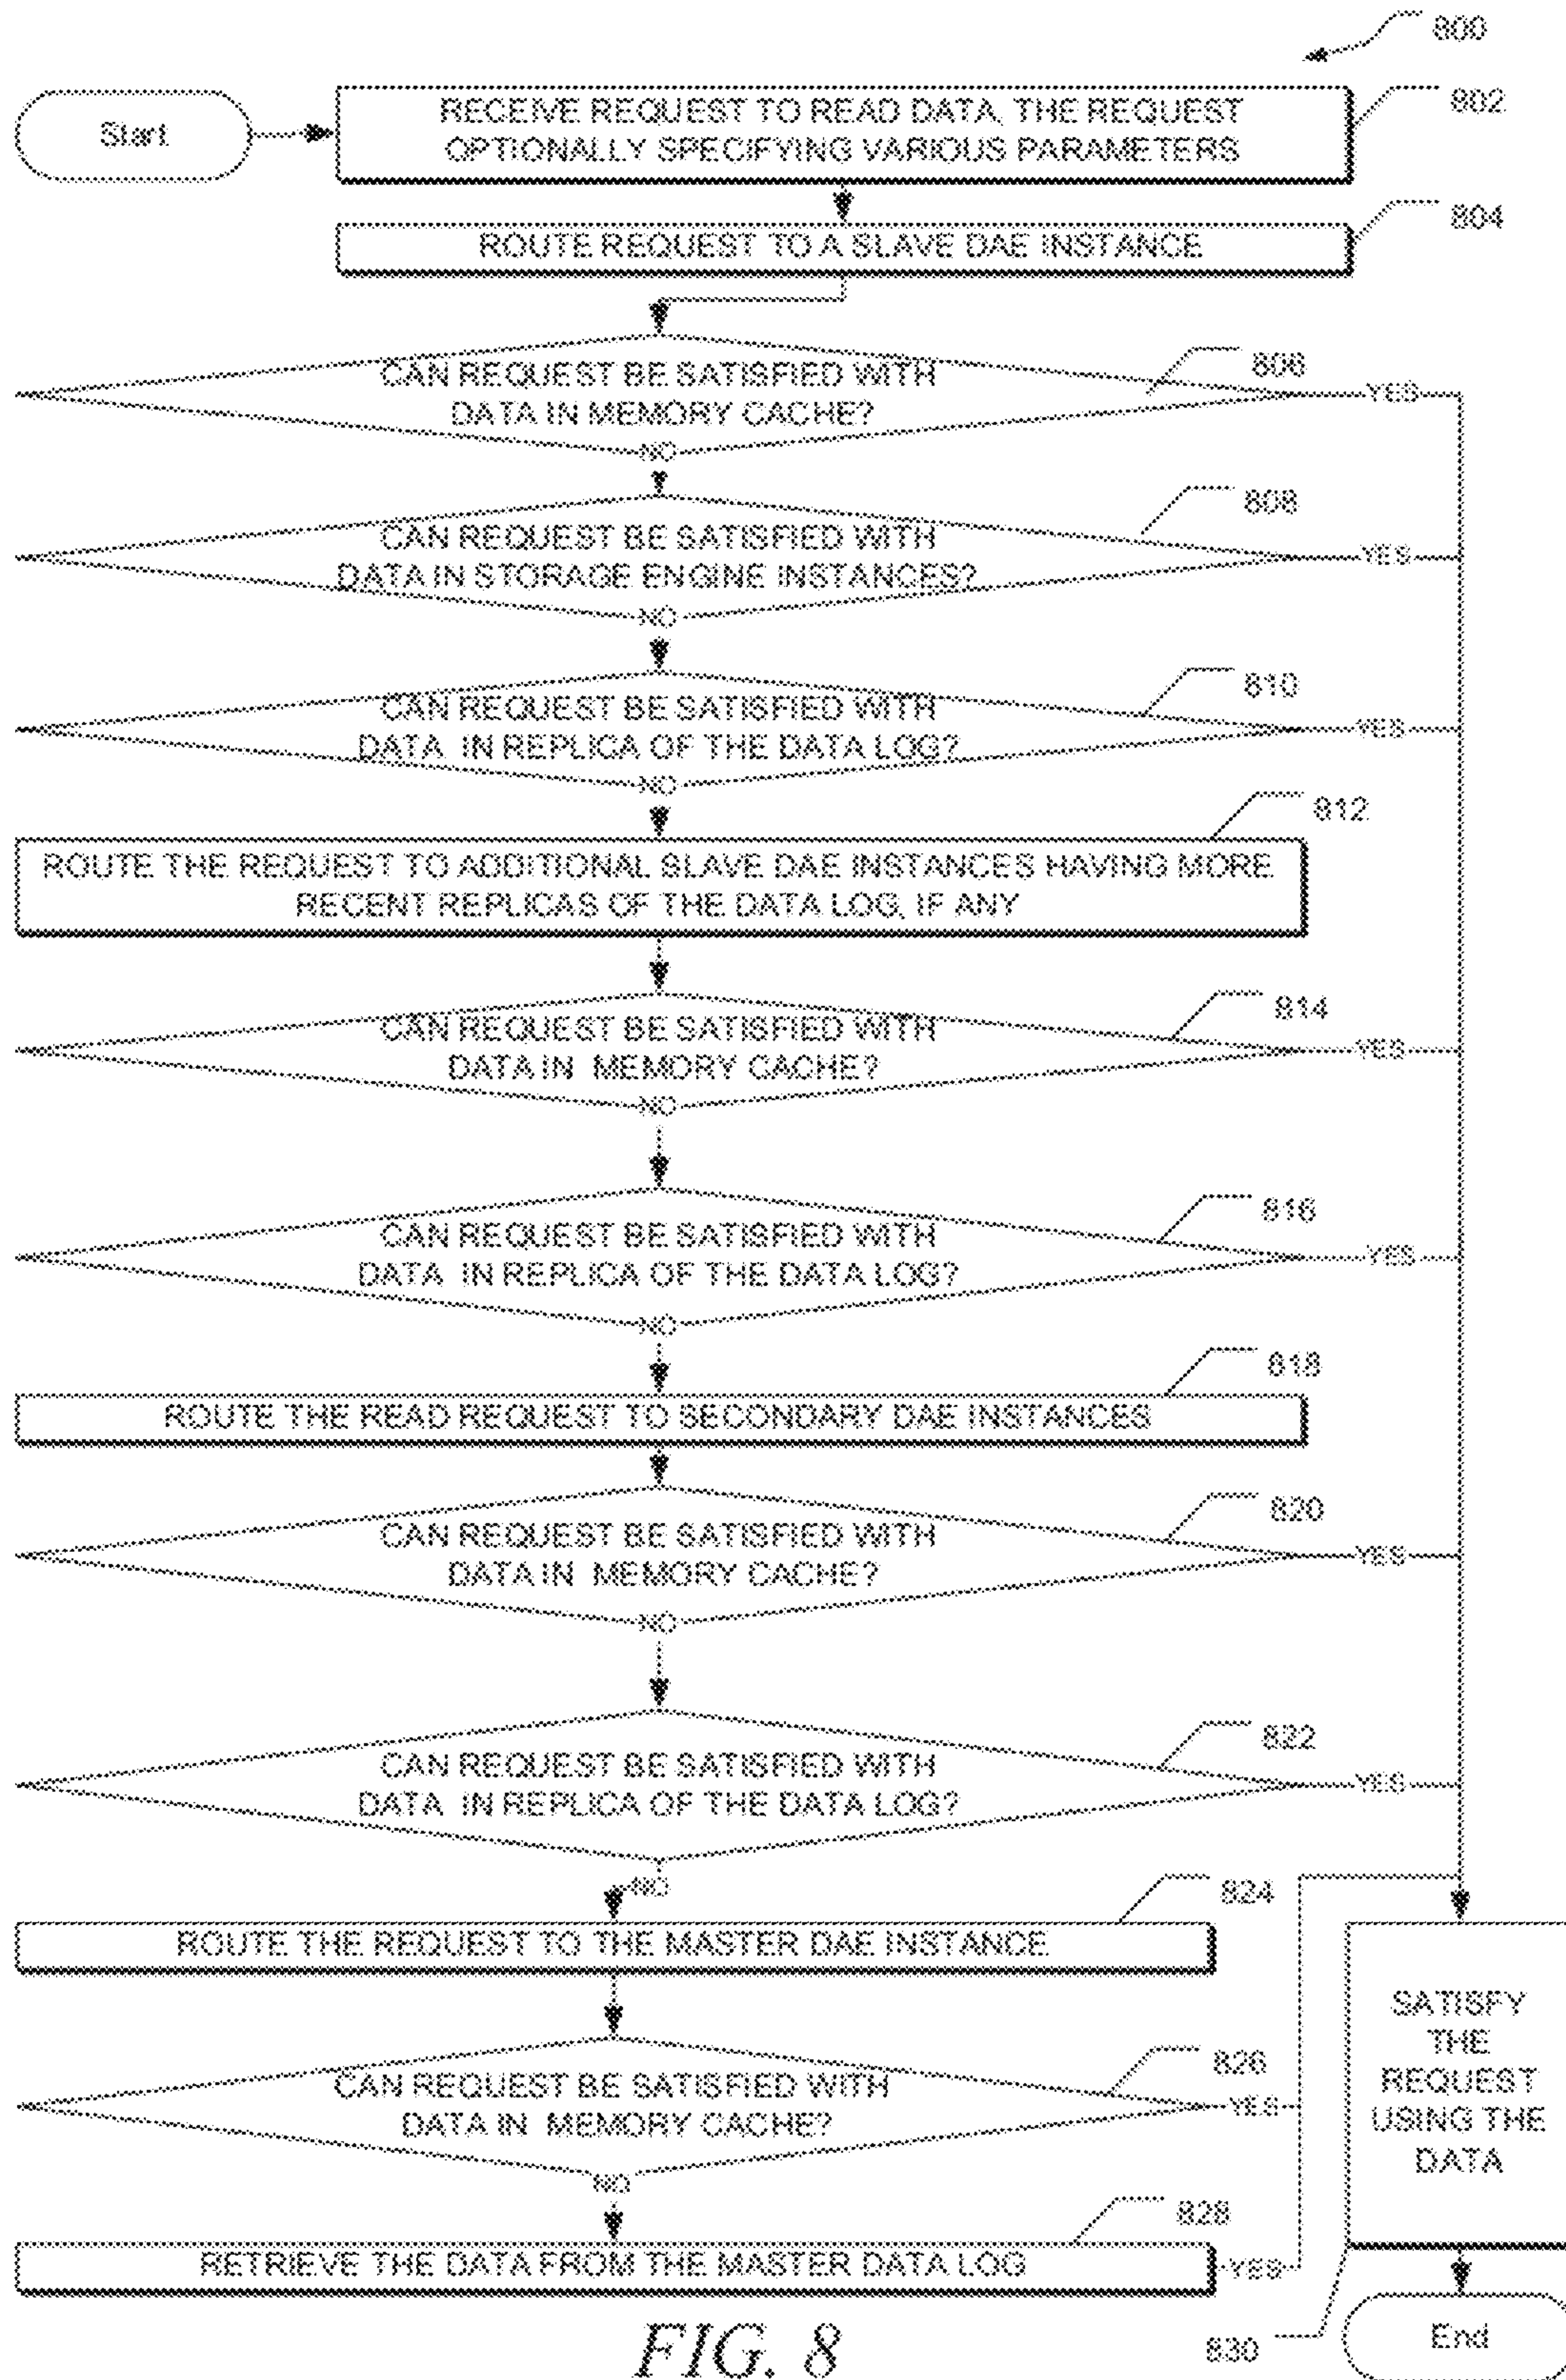 800
Start
RECEIVE REQUEST TO READ DATA, THE REQUEST
OPTIONALLY SPECIFYING VARIOUS PARAMETERS
802
ROUTE REQUEST TO A SLAVE DAE INSTANCE
804
CAN REQUEST BE SATISFIED WITH
DATA IN MEMORY CACHE?
806
YES
NO
CAN REQUEST BE SATISFIED WITH
DATA IN STORAGE ENGINE INSTANCES?
808
YES
NO
CAN REQUEST BE SATISFIED WITH
DATA IN REPLICA OF THE DATA LOG?
810
YES
NO
812
ROUTE THE REQUEST TO ADDITIONAL SLAVE DAE INSTANCES HAVING MORE
RECENT REPLICAS OF THE DATA LOG, IF ANY
CAN REQUEST BE SATISFIED WITH
DATA IN MEMORY CACHE?
814
YES
NO
CAN REQUEST BE SATISFIED WITH
DATA IN REPLICA OF THE DATA LOG?
816
YES
NO
818
ROUTE THE READ REQUEST TO SECONDARY DAE INSTANCES
CAN REQUEST BE SATISFIED WITH
DATA IN MEMORY CACHE?
820
YES
NO
CAN REQUEST BE SATISFIED WITH
DATA IN REPLICA OF THE DATA LOG?
822
YES
NO
824
ROUTE THE REQUEST TO THE MASTER DAE INSTANCE
CAN REQUEST BE SATISFIED WITH
DATA IN MEMORY CACHE?
826
YES
NO
828
RETRIEVE THE DATA FROM THE MASTER DATA LOG
YES
SATISFY
THE
REQUEST
USING THE
DATA
830
End
FIG. 8